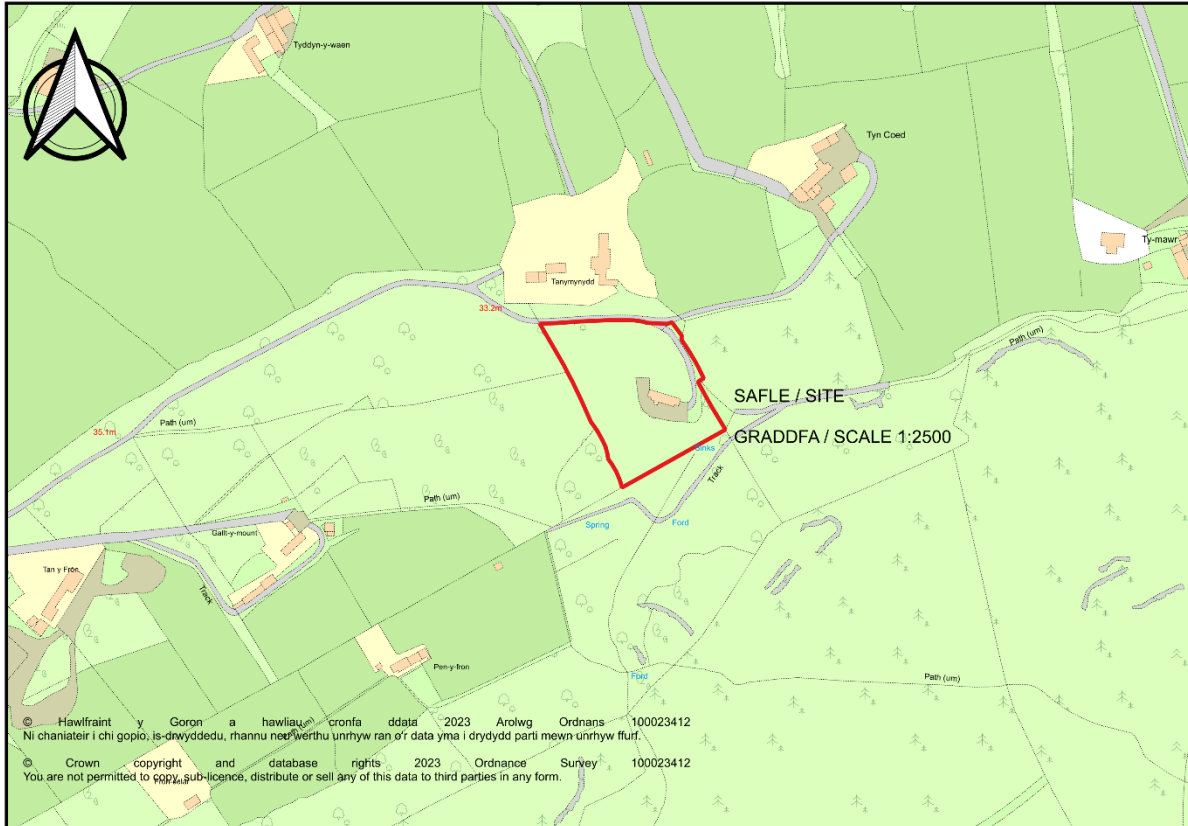 Tyddyn-y-waen
Tyn Coed
Ty-mawr
Tanymynydd
33.2m
Path (um)
SAFLE / SITE
35.1m
Path (um)
GRADDFA / SCALE 1:2500
Sinks
Track
Path (um)
Spring
Ford
Gallt-y-mount
Tan y Frôn
Track
Pen-y-fron
Ford
Path (um)
Path (um)
© Hawlfraint y Goron a hawliau cronfa ddata 2023 Arolwg Ordnans 100023412
Ni chaniateir i chi gopio, is-drwyddedu, rhannu neu werthu unrhyw ran o'r data yma i drydydd parti mewn unrhyw ffurf.
© Crown copyright and database rights 2023 Ordnance Survey 100023412
You are not permitted to copy, sub-licence, distribute or sell any of this data to third parties in any form.